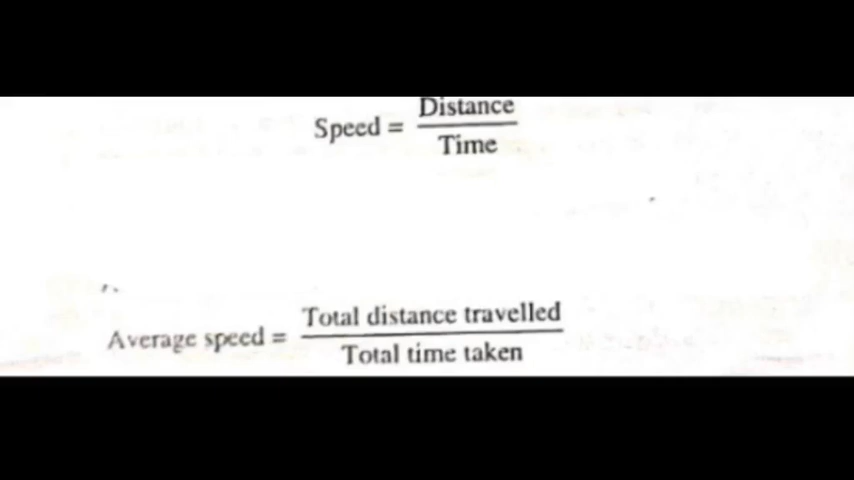 Speed = Distance / Time
Average speed = Total distance travelled / Total time taken